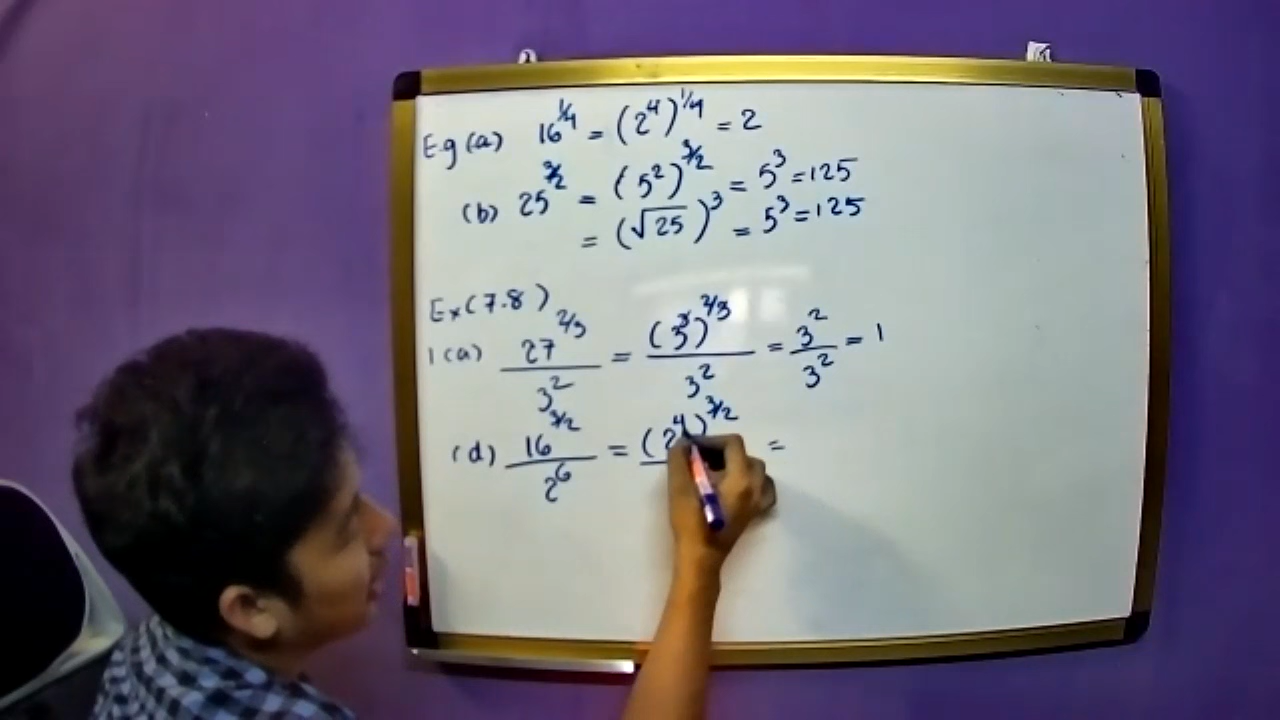 E.g (a) 16^1/4 = (2^4)^1/4 = 2
(b) 25^3/2 = (5^2)^3/2 = 5^3 = 125
= (√25)^3 = 5^3 = 125
Ex (7.8)
1 (a) 27^2/3 / 3^2 = (3^3)^2/3 / 3^2 = 3^2 / 3^2 = 1
(d) 16^3/2 / 2^6 = (2^4)^3/2 =